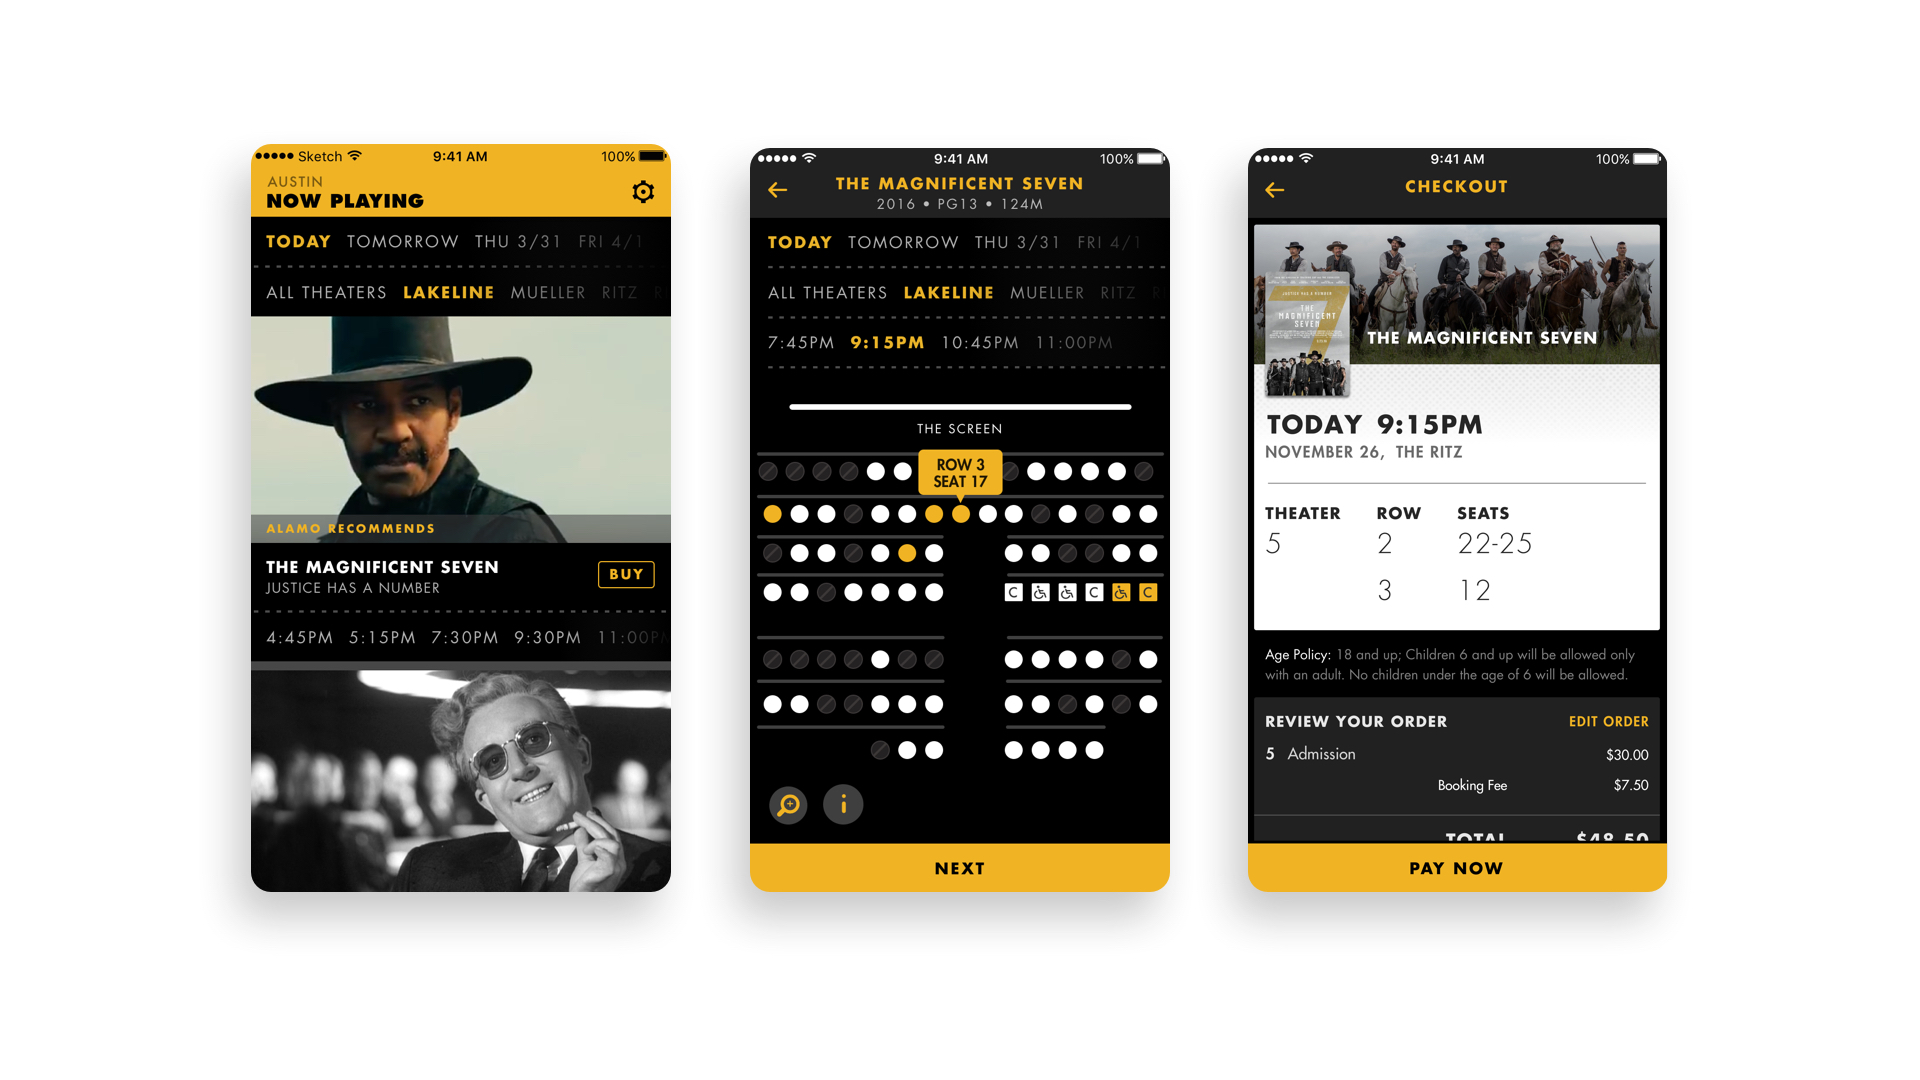 Sketch 9:41 AM 100%
AUSTIN
NOW PLAYING
TODAY TOMORROW THU 3/31 FRI 4/1
ALL THEATERS LAKELINE MUELLER RITZ
ALAMO RECOMMENDS
THE MAGNIFICENT SEVEN
JUSTICE HAS A NUMBER
BUY
4:45PM 5:15PM 7:30PM 9:30PM 11:00PM
9:41 AM 100%
THE MAGNIFICENT SEVEN
2016 • PG13 • 124M
TODAY TOMORROW THU 3/31 FRI 4/1
ALL THEATERS LAKELINE MUELLER RITZ
7:45PM 9:15PM 10:45PM 11:00PM
THE SCREEN
ROW 3
SEAT 17
C C C
i
NEXT
9:41 AM 100%
CHECKOUT
JUSTICE HAS A NUMBER
THE
MAGNIFICENT
SEVEN
THE MAGNIFICENT SEVEN
TODAY 9:15PM
NOVEMBER 26, THE RITZ
THEATER ROW SEATS
5 2 22-25
3 12
Age Policy: 18 and up; Children 6 and up will be allowed only
with an adult. No children under the age of 6 will be allowed.
REVIEW YOUR ORDER EDIT ORDER
5 Admission $30.00
Booking Fee $7.50
TOTAL $48.50
PAY NOW